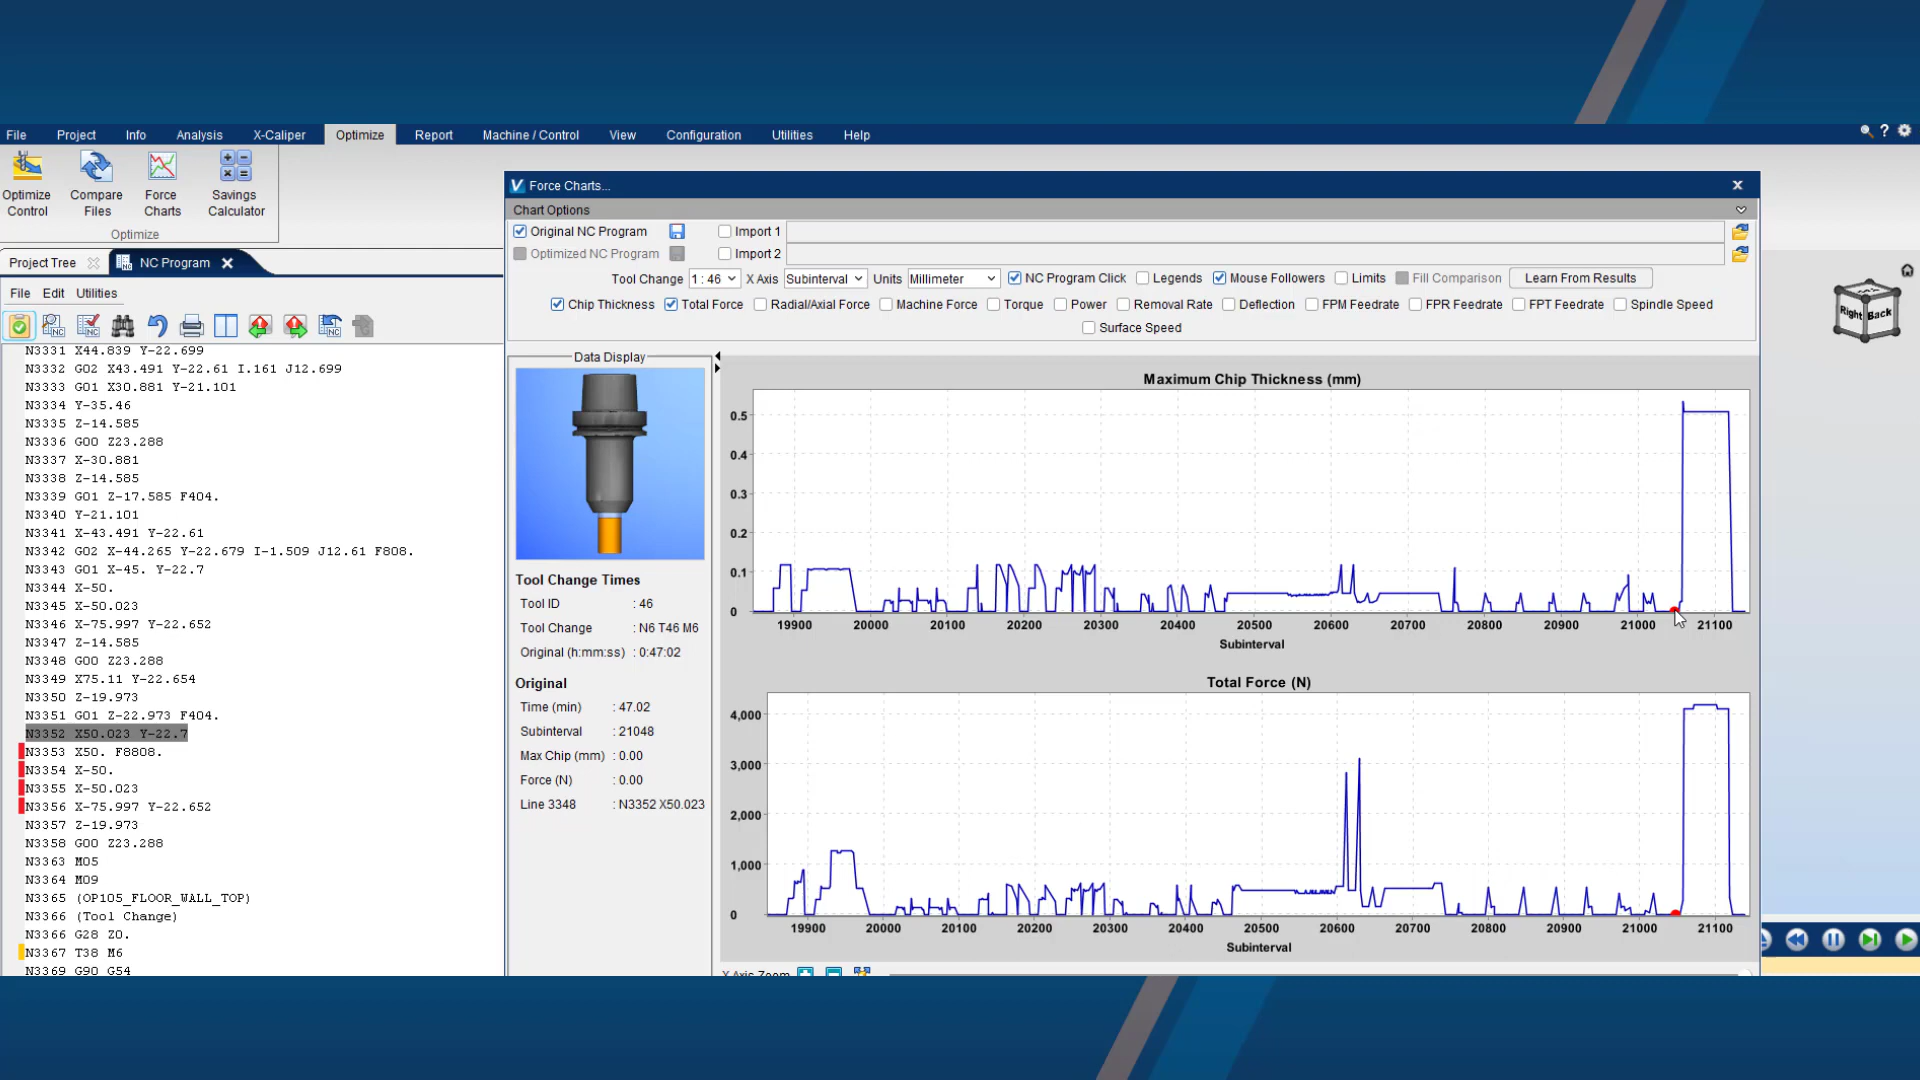 File Project Info Analysis X-Caliper Optimize Report Machine / Control View Configuration Utilities Help
Optimize Control
Compare Files
Force Charts
Savings Calculator
Optimize
Project Tree
NC Program
File Edit Utilities
N3331 X44.839 Y-22.699
N3332 G02 X43.491 Y-22.61 I.161 J12.699
N3333 G01 X30.881 Y-21.101
N3334 Y-35.46
N3335 Z-14.585
N3336 G00 Z23.288
N3337 X-30.881
N3338 Z-14.585
N3339 G01 Z-17.585 F404.
N3340 Y-21.101
N3341 X-43.491 Y-22.61
N3342 G02 X-44.265 Y-22.679 I-1.509 J12.61 F808.
N3343 G01 X-45. Y-22.7
N3344 X-50.
N3345 X-50.023
N3346 X-75.997 Y-22.652
N3347 Z-14.585
N3348 G00 Z23.288
N3349 X75.11 Y-22.654
N3350 Z-19.973
N3351 G01 Z-22.973 F404.
N3352 X50.023 Y-22.7
N3353 X50. F8808.
N3354 X-50.
N3355 X-50.023
N3356 X-75.997 Y-22.652
N3357 Z-19.973
N3358 G00 Z23.288
N3363 M05
N3364 M09
N3365 (OP105_FLOOR_WALL_TOP)
N3366 (Tool Change)
N3366 G28 Z0.
N3367 T38 M6
N3369 G90 G54
Force Charts...
Chart Options
Original NC Program Import 1
Optimized NC Program Import 2
Tool Change 1 : 46 X Axis Subinterval Units Millimeter NC Program Click Legends Mouse Followers Limits Fill Comparison Learn From Results
Chip Thickness Total Force Radial/Axial Force Machine Force Torque Power Removal Rate Deflection FPM Feedrate FPR Feedrate FPT Feedrate Spindle Speed
Surface Speed
Data Display
Tool Change Times
Tool ID : 46
Tool Change : N6 T46 M6
Original (h:mm:ss) : 0:47:02
Original
Time (min) : 47.02
Subinterval : 21048
Max Chip (mm) : 0.00
Force (N) : 0.00
Line 3348 : N3352 X50.023
Maximum Chip Thickness (mm)
0.5
0.4
0.3
0.2
0.1
0
19900 20000 20100 20200 20300 20400 20500 20600 20700 20800 20900 21000 21100
Subinterval
Total Force (N)
4,000
3,000
2,000
1,000
0
19900 20000 20100 20200 20300 20400 20500 20600 20700 20800 20900 21000 21100
Subinterval
X Axis Zoom
Right Back